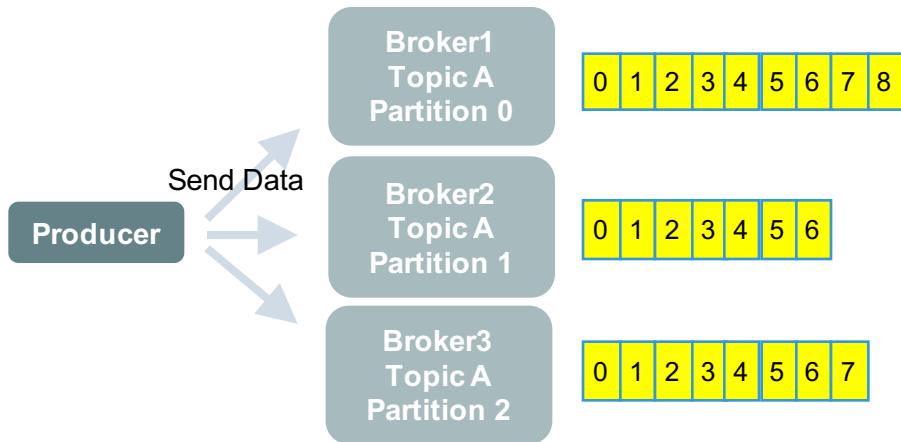 Broker1
Topic A
Partition 0
0 1 2 3 4 5 6 7 8
Send Data
Producer
Broker2
Topic A
Partition 1
0 1 2 3 4 5 6
Broker3
Topic A
Partition 2
0 1 2 3 4 5 6 7